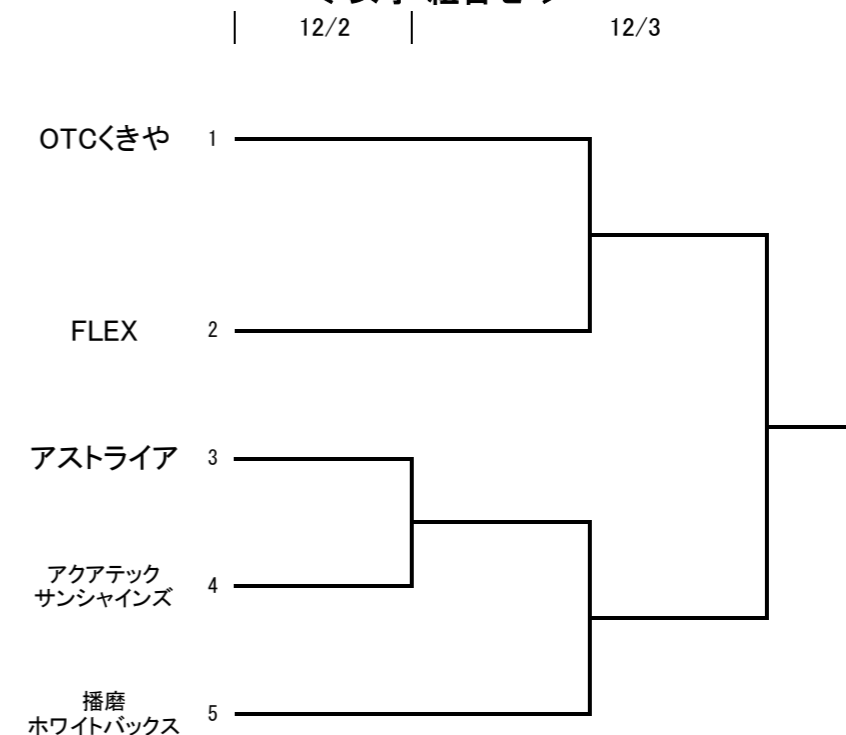 12/2
12/3
OTCくきや
1
FLEX
2
アストライア
3
アクアテック
サンシャインズ
4
播磨
ホワイトバックス
5